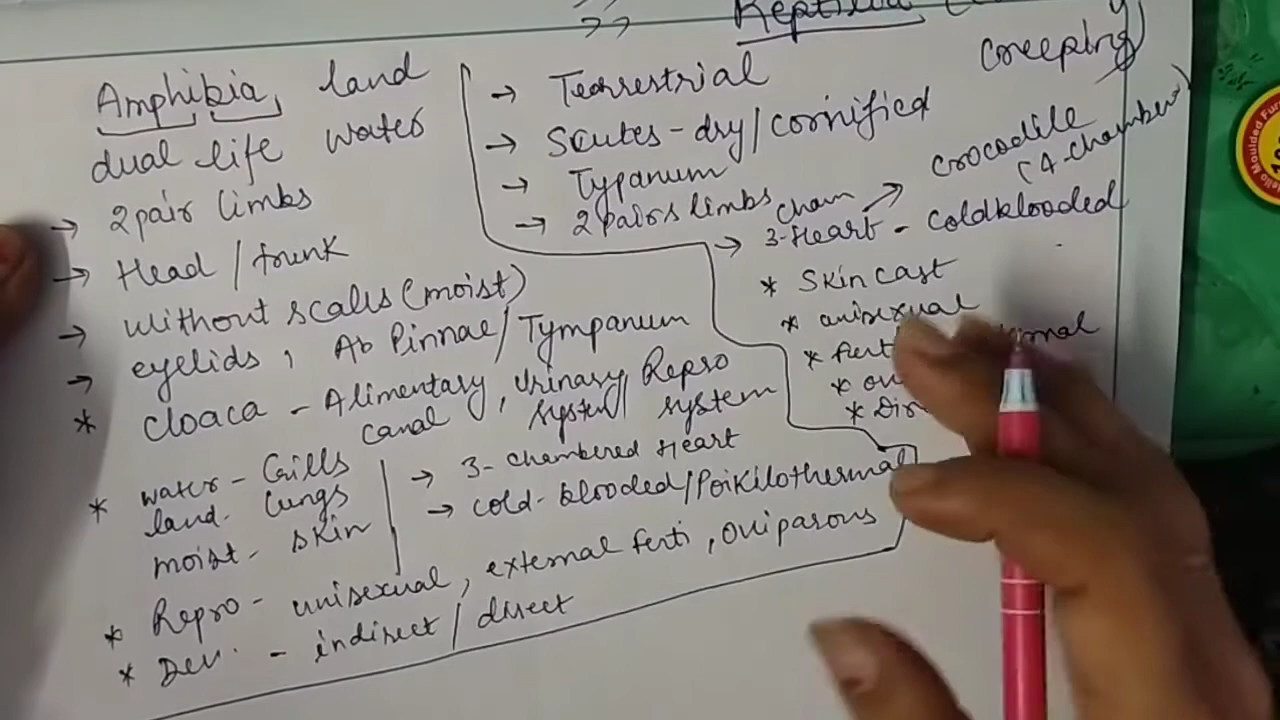 Reptilia
creeping
Amphibia, land
dual life water
→ 2 pair limbs
→ Head / trunk
→ without scales (moist)
→ eyelids, Ab Pinnae / Tympanum
* cloaca - Alimentary canal, Urinary system / Repro system
* water - Gills
land - Lungs
moist - skin
→ 3- chambered Heart
→ cold-blooded/Poikilothermal
* Repro - unisexual, external ferti, oviparous
* Dev. - indirect / direct
→ Terrestrial
→ Scutes - dry / cornified
→ Typanum
→ 2 pairs limbs
→ 3-cham Heart - Coldblooded
crocodile
(4-chamber)
* Skin cast
* unisexual
* Fert